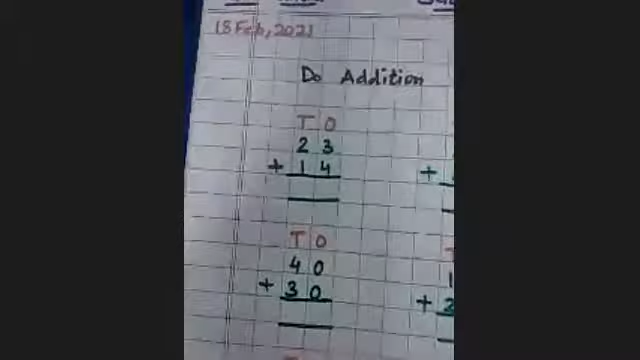 18 Feb, 2021
Do Addition
T O
2 3
+ 1 4
T O
4 0
+ 3 0